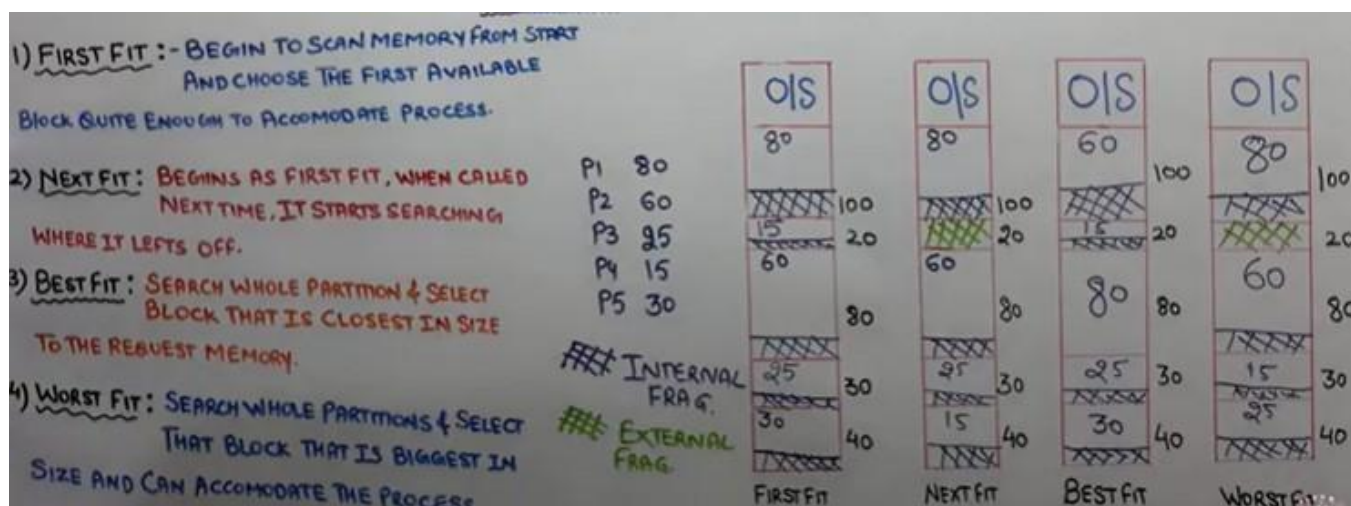 1) FIRST FIT :- BEGIN TO SCAN MEMORY FROM START
AND CHOOSE THE FIRST AVAILABLE
BLOCK QUITE ENOUGH TO ACCOMODATE PROCESS.
2) NEXT FIT : BEGINS AS FIRST FIT, WHEN CALLED
NEXT TIME, IT STARTS SEARCHING
WHERE IT LEFTS OFF.
3) BEST FIT : SEARCH WHOLE PARTITION & SELECT
BLOCK THAT IS CLOSEST IN SIZE
TO THE REQUEST MEMORY.
4) WORST FIT : SEARCH WHOLE PARTITIONS & SELECT
THAT BLOCK THAT IS BIGGEST IN
SIZE AND CAN ACCOMODATE THE PROCESS
P1 80
P2 60
P3 25
P4 15
P5 30
INTERNAL
FRAG.
EXTERNAL
FRAG.
O|S
80
100
15
20
60
80
25
30
30
40
FIRST FIT
O|S
80
100
20
60
80
25
30
15
40
NEXT FIT
O|S
60
100
15
20
80
80
25
30
30
40
BEST FIT
O|S
80
100
20
60
80
15
30
25
40
WORST FIT